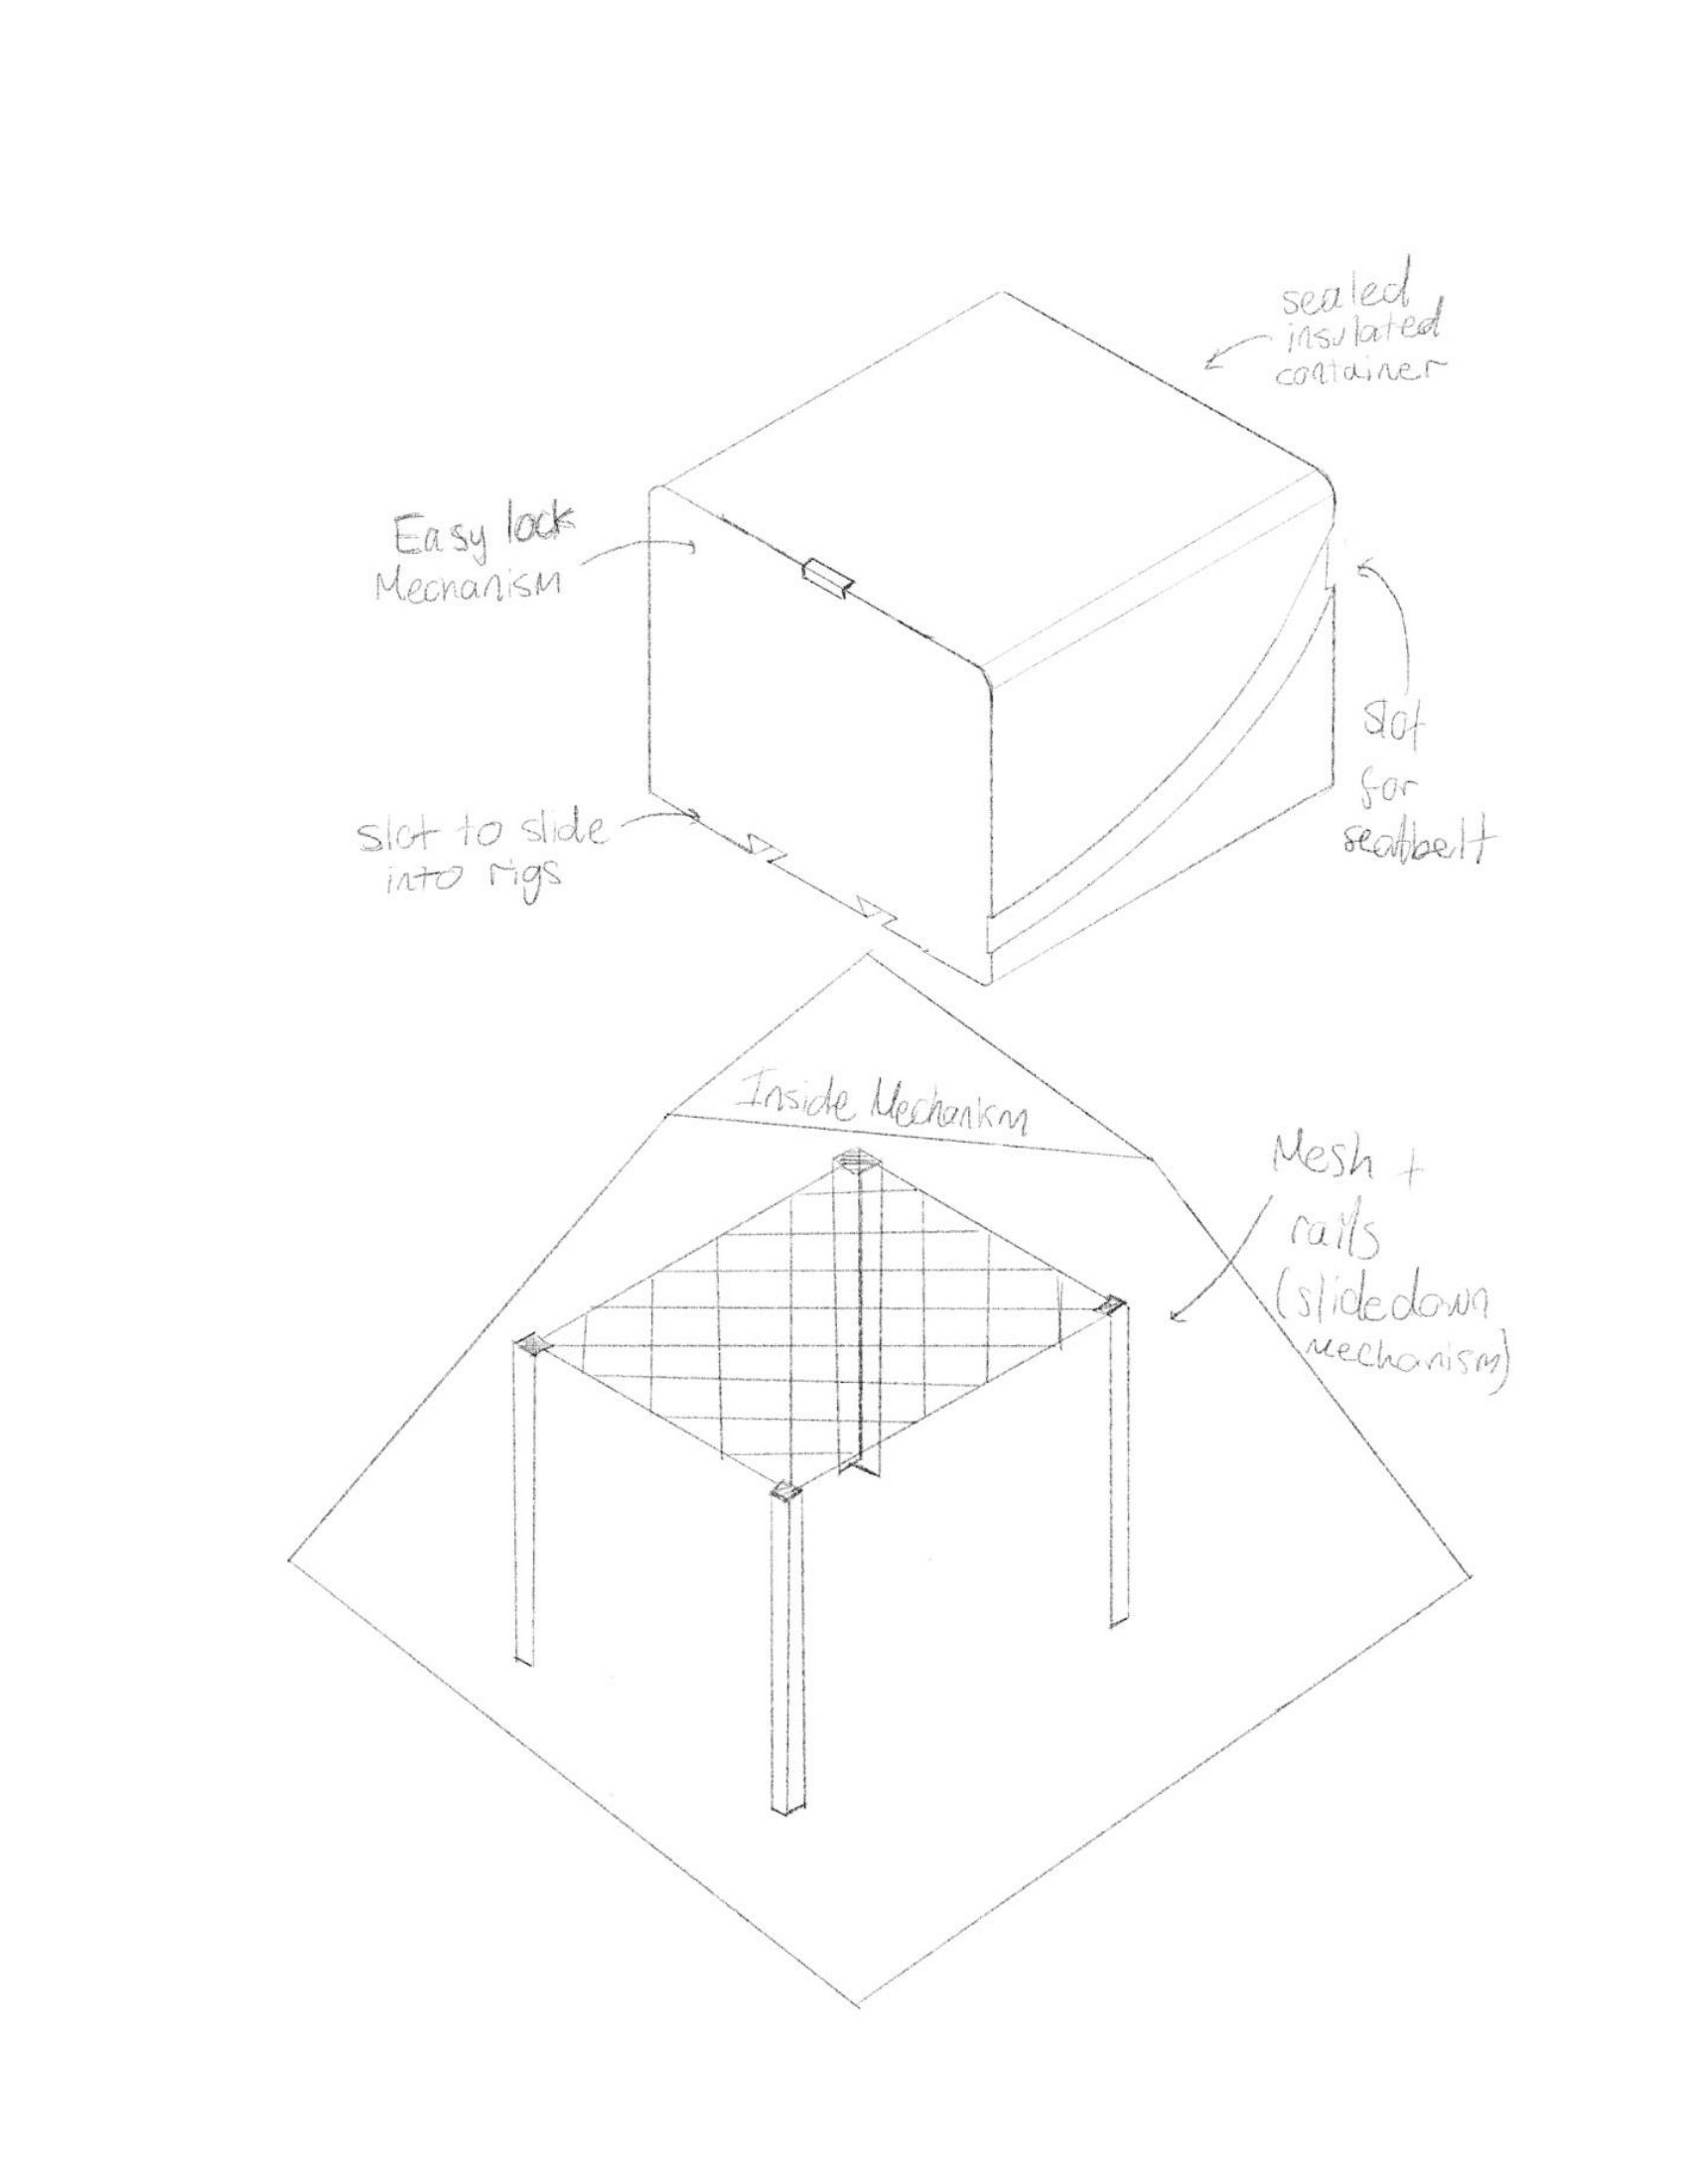 sealed
insulated
container
Easy lock
Mechanism
slot
for
seatbelt
slot to slide
into rigs
Inside Mechanism
Mesh +
rails
(slidedown
mechanism)